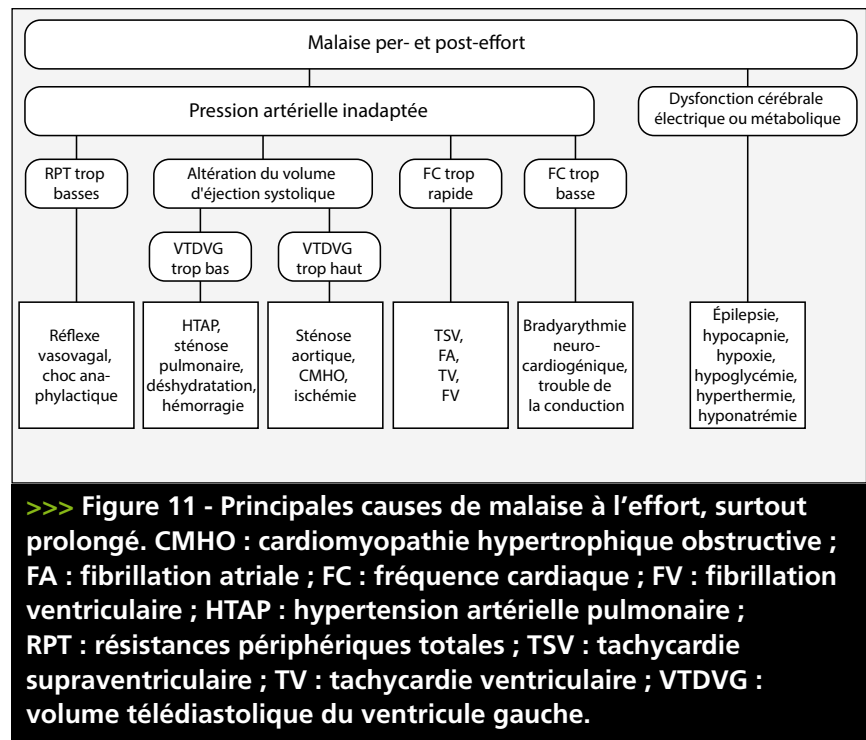 Malaise per- et post-effort
Pression artérielle inadaptée
Dysfonction cérébrale
électrique ou métabolique
RPT trop
basses
Altération du volume
d'éjection systolique
FC trop
rapide
FC trop
basse
VTDVG
trop bas
VTDVG
trop haut
Réflexe
vasovagal,
choc ana-
phylactique
HTAP,
sténose
pulmonaire,
déshydratation,
hémorragie
Sténose
aortique,
CMHO,
ischémie
TSV,
FA,
TV,
FV
Bradyarythmie
neuro-
cardiogénique,
trouble de
la conduction
Épilepsie,
hypocapnie,
hypoxie,
hypoglycémie,
hyperthermie,
hyponatrémie
>>> Figure 11 - Principales causes de malaise à l'effort, surtout
prolongé. CMHO : cardiomyopathie hypertrophique obstructive ;
FA : fibrillation atriale ; FC : fréquence cardiaque ; FV : fibrillation
ventriculaire ; HTAP : hypertension artérielle pulmonaire ;
RPT : résistances périphériques totales ; TSV : tachycardie
supraventriculaire ; TV : tachycardie ventriculaire ; VTDVG :
volume télédiastolique du ventricule gauche.